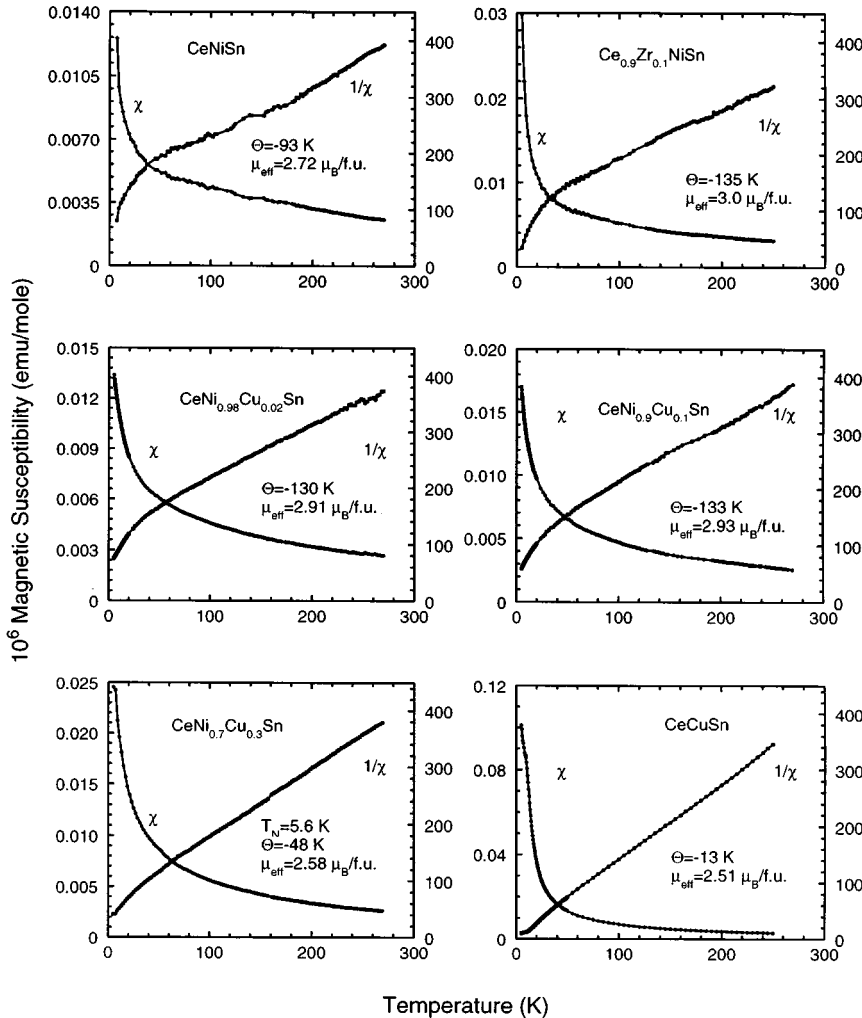 10⁶ Magnetic Susceptibility (emu/mole)
0.0140
0.0105
0.0070
0.0035
0
CeNiSn
χ
1/χ
Θ=-93 K
μeff=2.72 μB/f.u.
400
300
200
100
0
0 100 200 300
0.03
0.02
0.01
0
Ce0.9Zr0.1NiSn
χ
1/χ
Θ=-135 K
μeff=3.0 μB/f.u.
400
300
200
100
0
0 100 200 300
0.015
0.012
0.009
0.006
0.003
0
CeNi0.98Cu0.02Sn
χ
1/χ
Θ=-130 K
μeff=2.91 μB/f.u.
400
300
200
100
0
0 100 200 300
0.020
0.015
0.010
0.005
0.000
CeNi0.9Cu0.1Sn
χ
1/χ
Θ=-133 K
μeff=2.93 μB/f.u.
400
300
200
100
0
0 100 200 300
0.025
0.020
0.015
0.010
0.005
0
CeNi0.7Cu0.3Sn
χ
1/χ
TN=5.6 K
Θ=-48 K
μeff=2.58 μB/f.u.
400
300
200
100
0
0 100 200 300
0.12
0.08
0.04
0
CeCuSn
χ
1/χ
Θ=-13 K
μeff=2.51 μB/f.u.
400
300
200
100
0
0 100 200 300
Temperature (K)